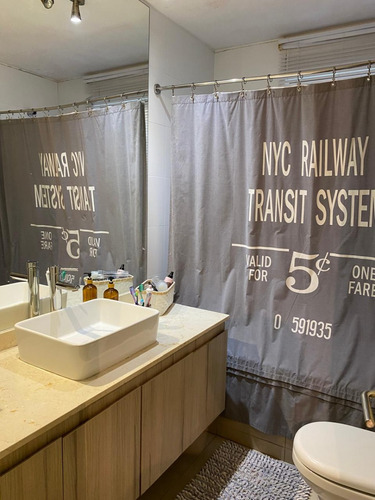 NYC RAILWAY
TRANSIT SYSTEM
VALID FOR 5¢ ONE FARE
0 591935